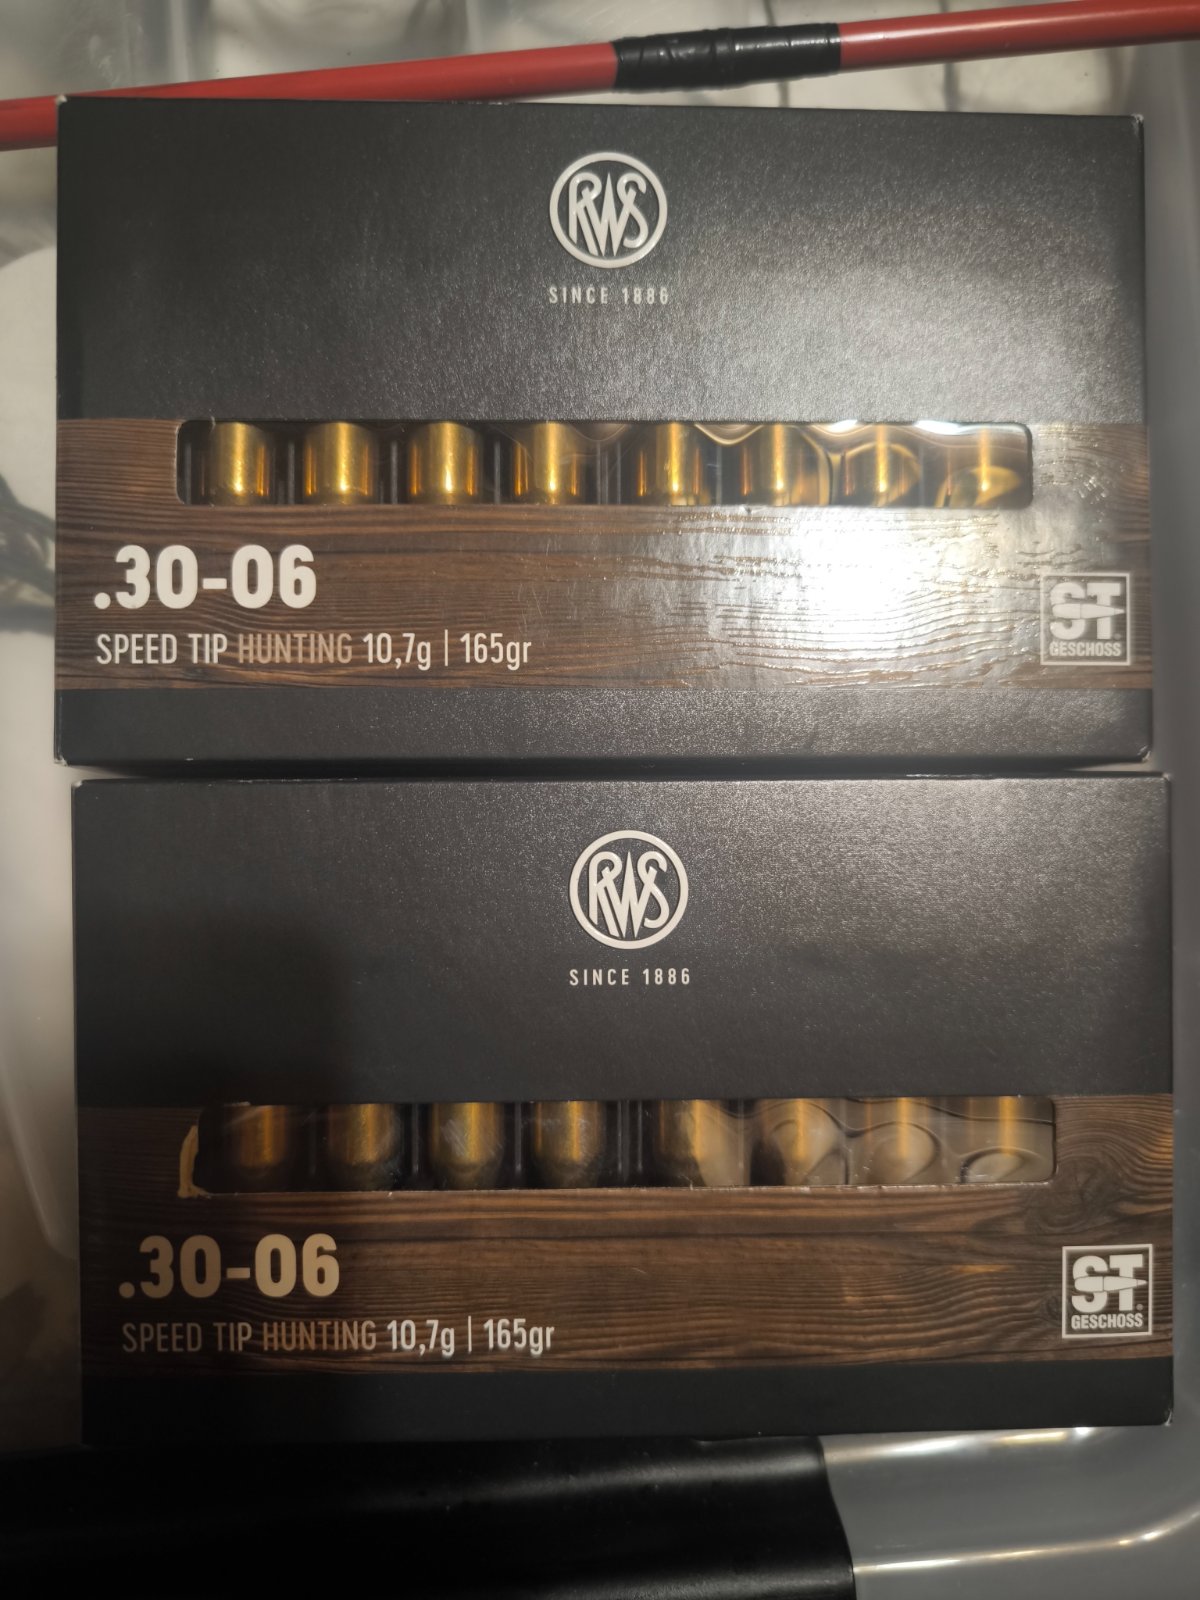 RWS
SINCE 1886
.30-06
SPEED TIP HUNTING 10,7g | 165gr
ST®
GESCHOSS
RWS
SINCE 1886
.30-06
SPEED TIP HUNTING 10,7g | 165gr
ST®
GESCHOSS